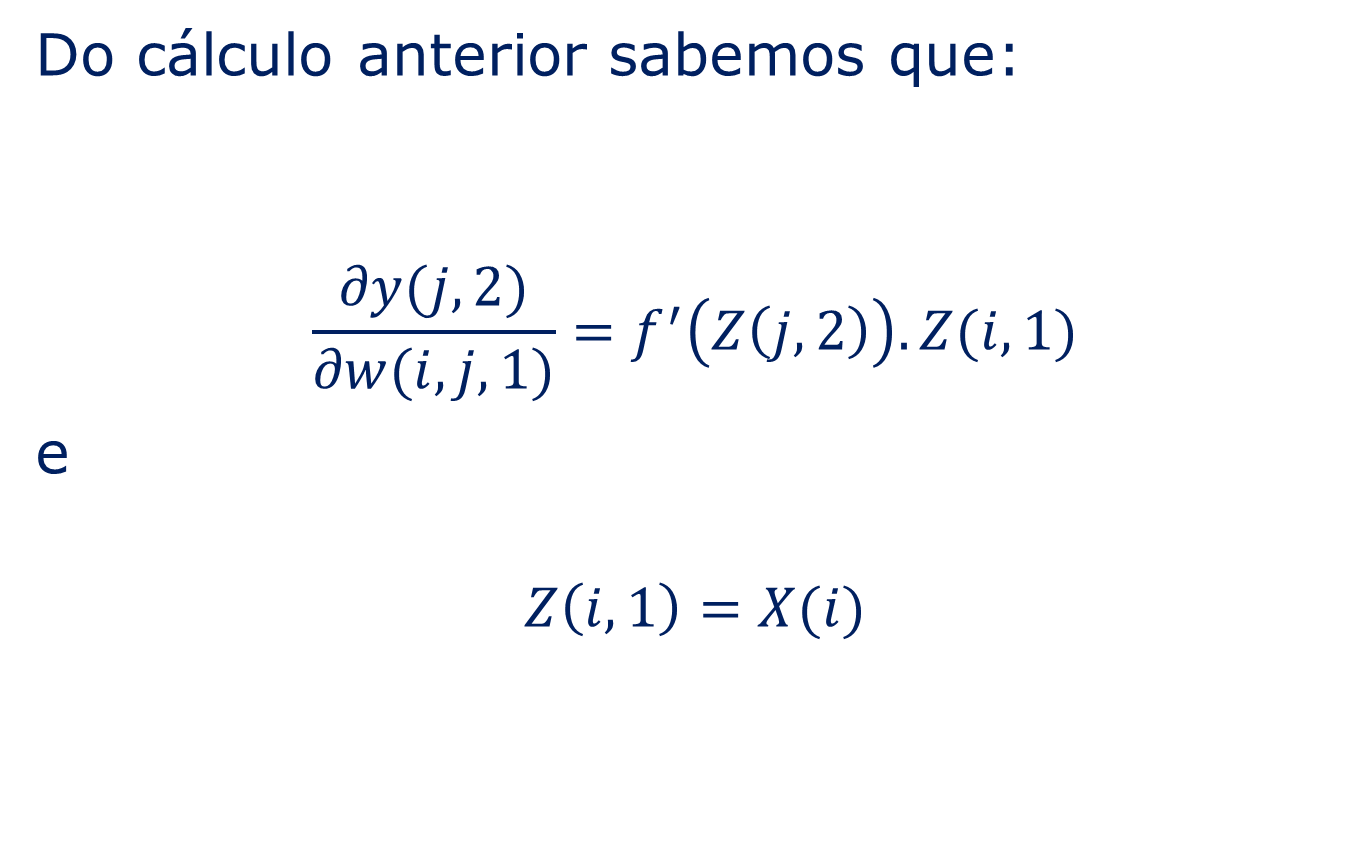 Do cálculo anterior sabemos que:
∂y(j, 2)
∂w(i, j, 1) = f′(Z(j, 2)). Z(i, 1)
e
Z(i, 1) = X(i)